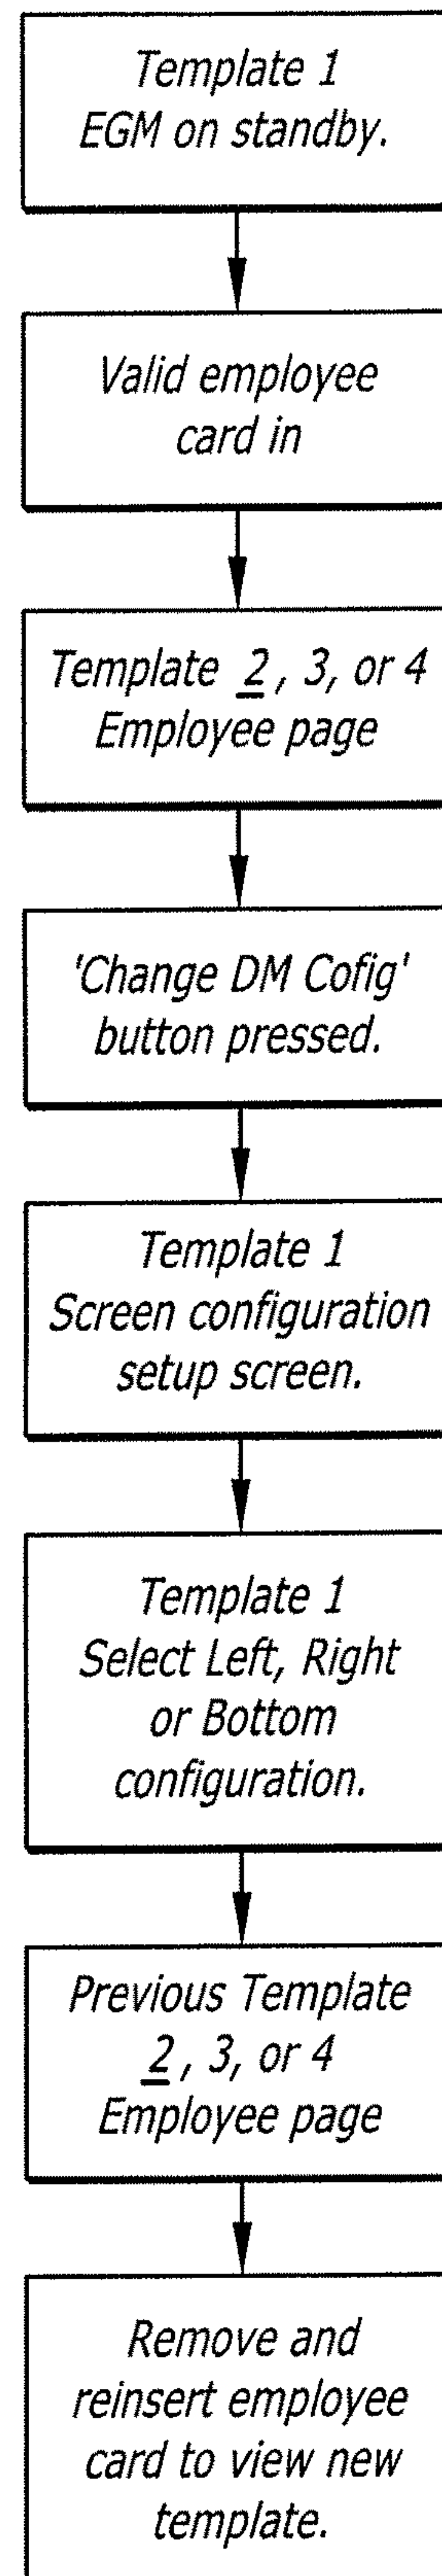 Template 1
EGM on standby.
Valid employee
card in
Template 2, 3, or 4
Employee page
'Change DM Cofig'
button pressed.
Template 1
Screen configuration
setup screen.
Template 1
Select Left, Right
or Bottom
configuration.
Previous Template
2, 3, or 4
Employee page
Remove and
reinsert employee
card to view new
template.